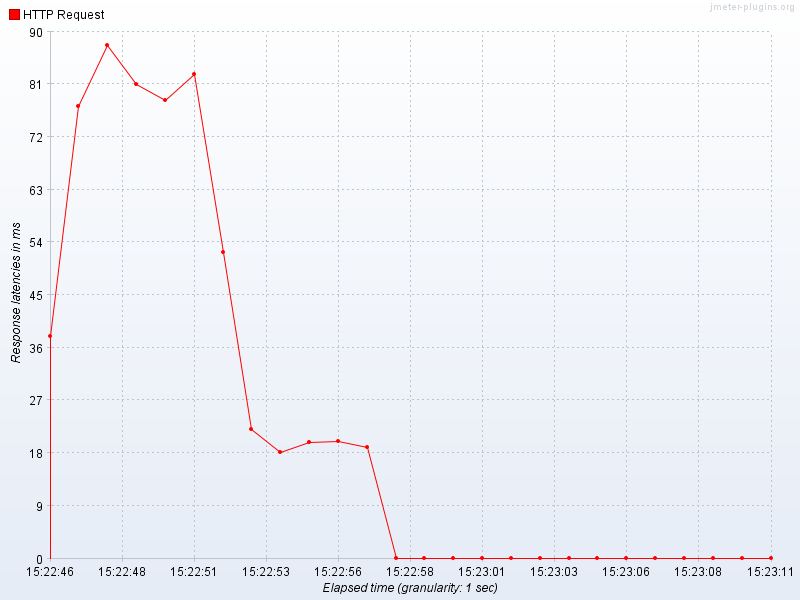 jmeter-plugins.org
HTTP Request
90
81
72
63
54
45
36
27
18
9
0
Response latencies in ms
15:22:46 15:22:48 15:22:51 15:22:53 15:22:56 15:22:58 15:23:01 15:23:03 15:23:06 15:23:08 15:23:11
Elapsed time (granularity: 1 sec)